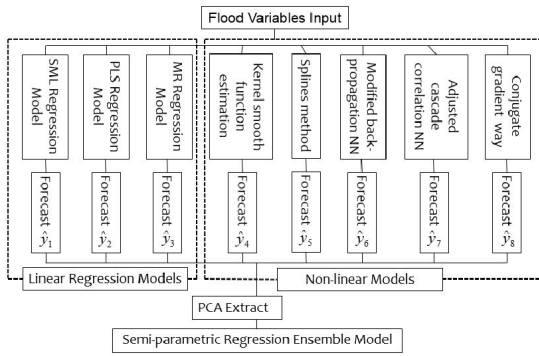 Flood Variables Input
SML Regression
Model
PLS Regression
Model
MR Regression
Model
Kernel smooth
function
estimation
Splines method
Modified back-
propagation NN
Adjusted
cascade
correlation NN
Conjugate
gradient way
Forecast ŷ₁
Forecast ŷ₂
Forecast ŷ₃
Forecast ŷ₄
Forecast ŷ₅
Forecast ŷ₆
Forecast ŷ₇
Forecast ŷ₈
Linear Regression Models
Non-linear Models
PCA Extract
Semi-parametric Regression Ensemble Model